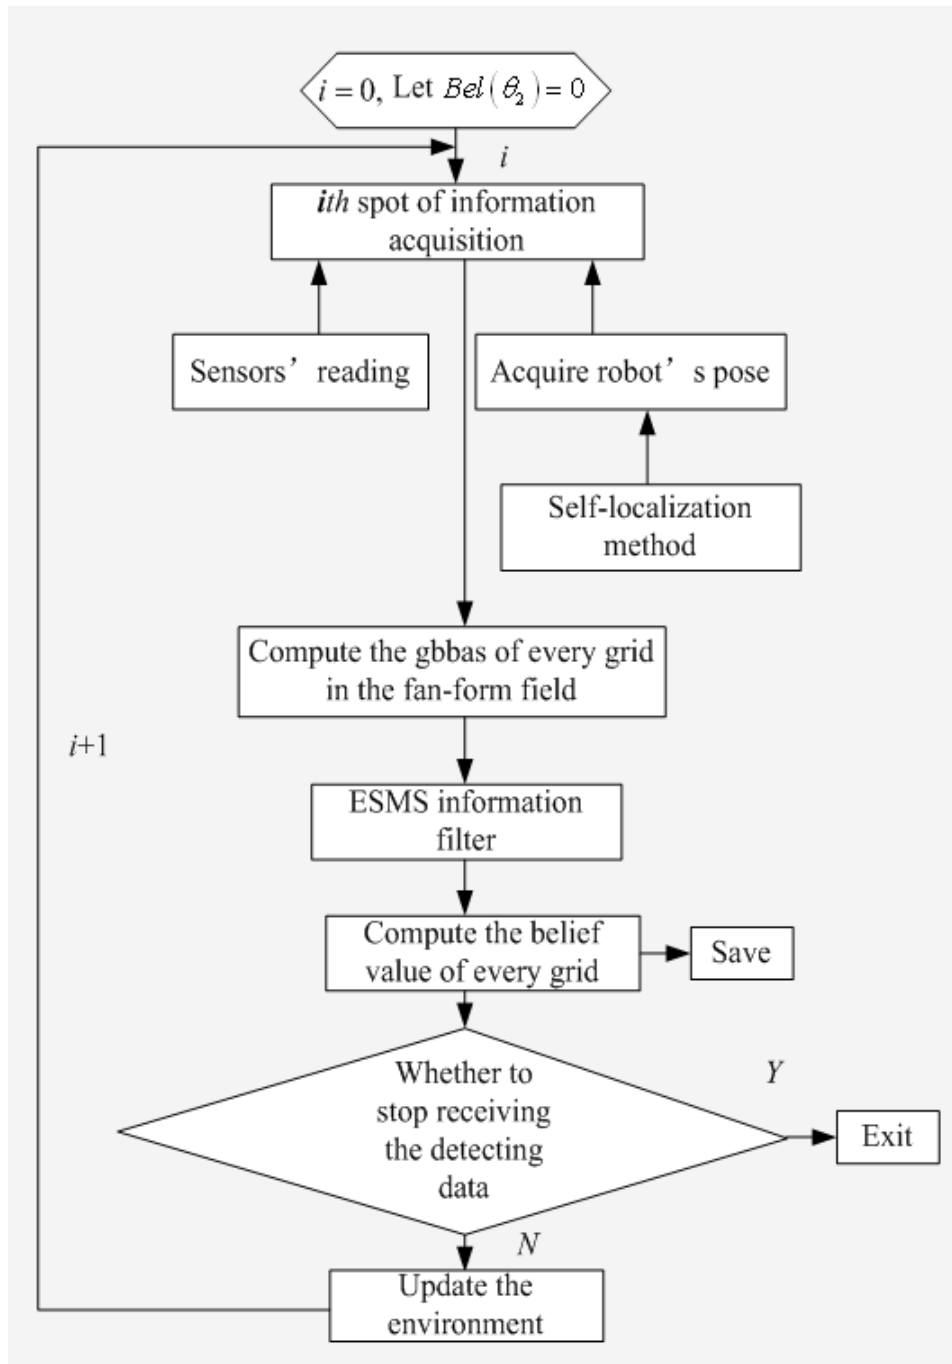 i = 0, Let Bel(θ₂) = 0
i
ith spot of information
acquisition
Sensors’ reading
Acquire robot’ s pose
Self-localization
method
Compute the gbbas of every grid
in the fan-form field
i+1
ESMS information
filter
Compute the belief
value of every grid
Save
Whether to
stop receiving
the detecting
data
Y
Exit
N
Update the
environment